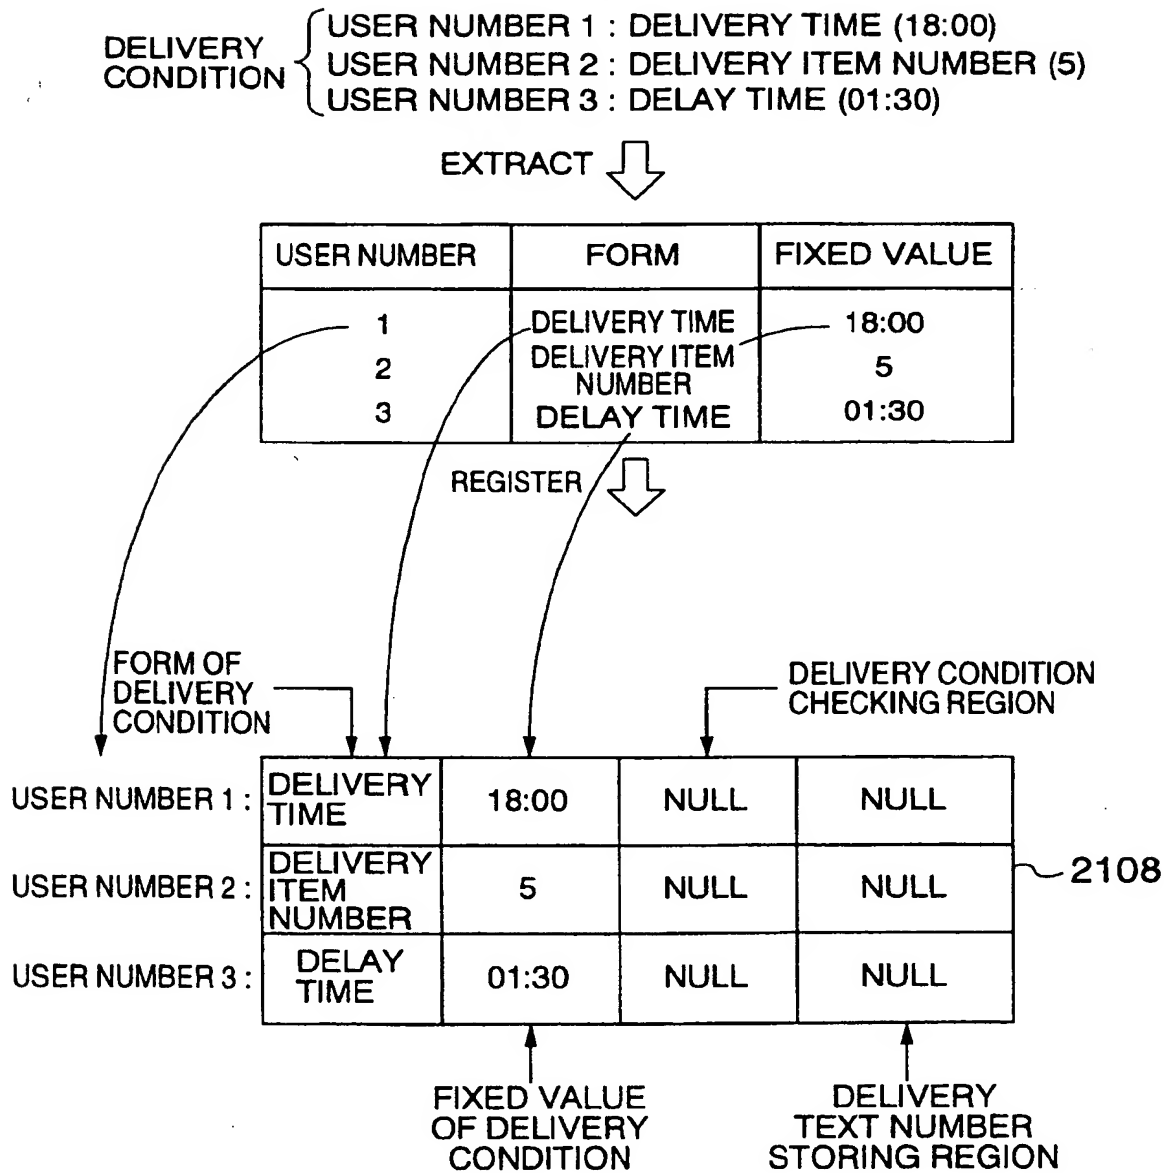 DELIVERY
CONDITION
USER NUMBER 1 : DELIVERY TIME (18:00)
USER NUMBER 2 : DELIVERY ITEM NUMBER (5)
USER NUMBER 3 : DELAY TIME (01:30)
EXTRACT
USER NUMBER FORM FIXED VALUE
1 DELIVERY TIME 18:00
2 DELIVERY ITEM NUMBER 5
3 DELAY TIME 01:30
REGISTER
FORM OF
DELIVERY
CONDITION
DELIVERY CONDITION
CHECKING REGION
USER NUMBER 1 : DELIVERY TIME 18:00 NULL NULL
USER NUMBER 2 : DELIVERY ITEM NUMBER 5 NULL NULL
2108
USER NUMBER 3 : DELAY TIME 01:30 NULL NULL
FIXED VALUE
OF DELIVERY
CONDITION
DELIVERY
TEXT NUMBER
STORING REGION